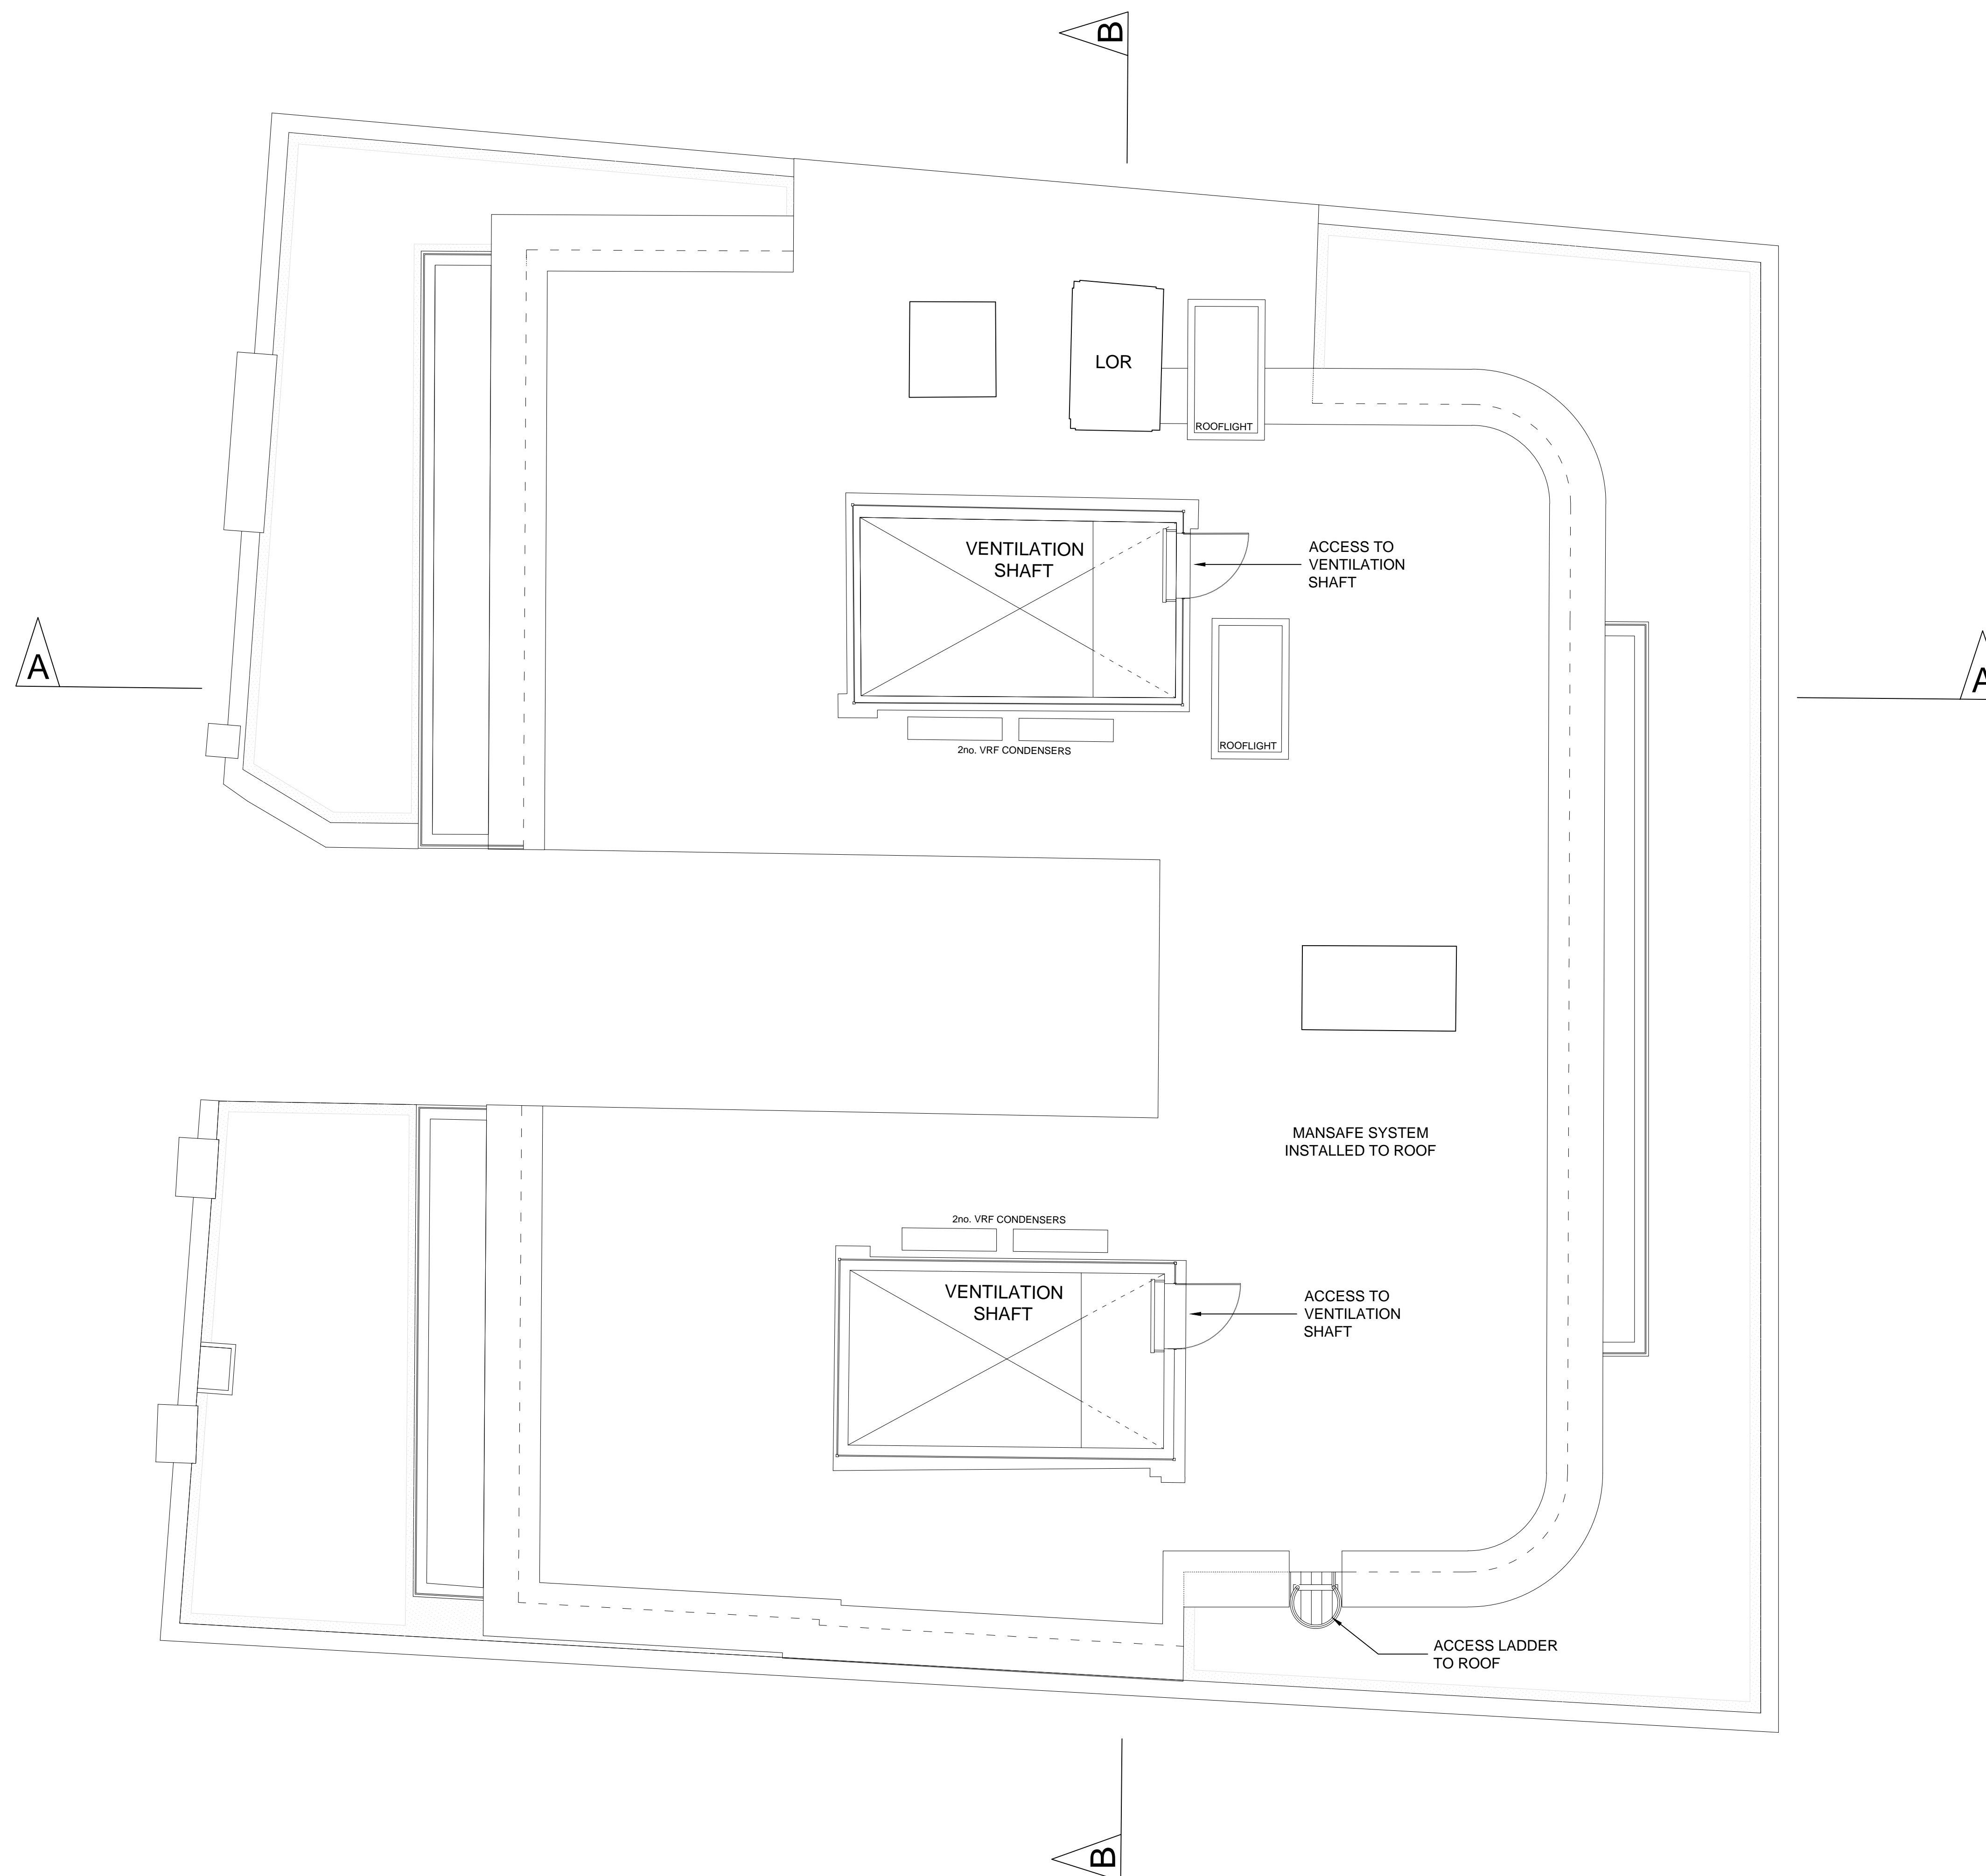 B
LOR
ROOFLIGHT
VENTILATION
SHAFT
ACCESS TO
VENTILATION
SHAFT
A
A
ROOFLIGHT
2no. VRF CONDENSERS
MANSAFE SYSTEM
INSTALLED TO ROOF
2no. VRF CONDENSERS
VENTILATION
SHAFT
ACCESS TO
VENTILATION
SHAFT
ACCESS LADDER
TO ROOF
B